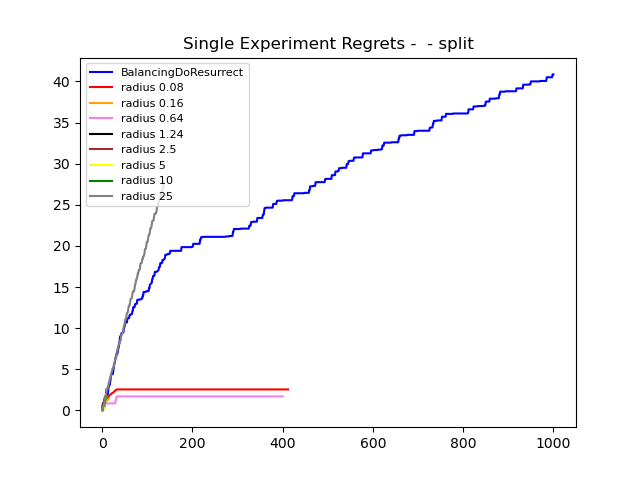 Single Experiment Regrets -  - split
BalancingDoResurrect
radius 0.08
radius 0.16
radius 0.64
radius 1.24
radius 2.5
radius 5
radius 10
radius 25
40
35
30
25
20
15
10
5
0
0 200 400 600 800 1000